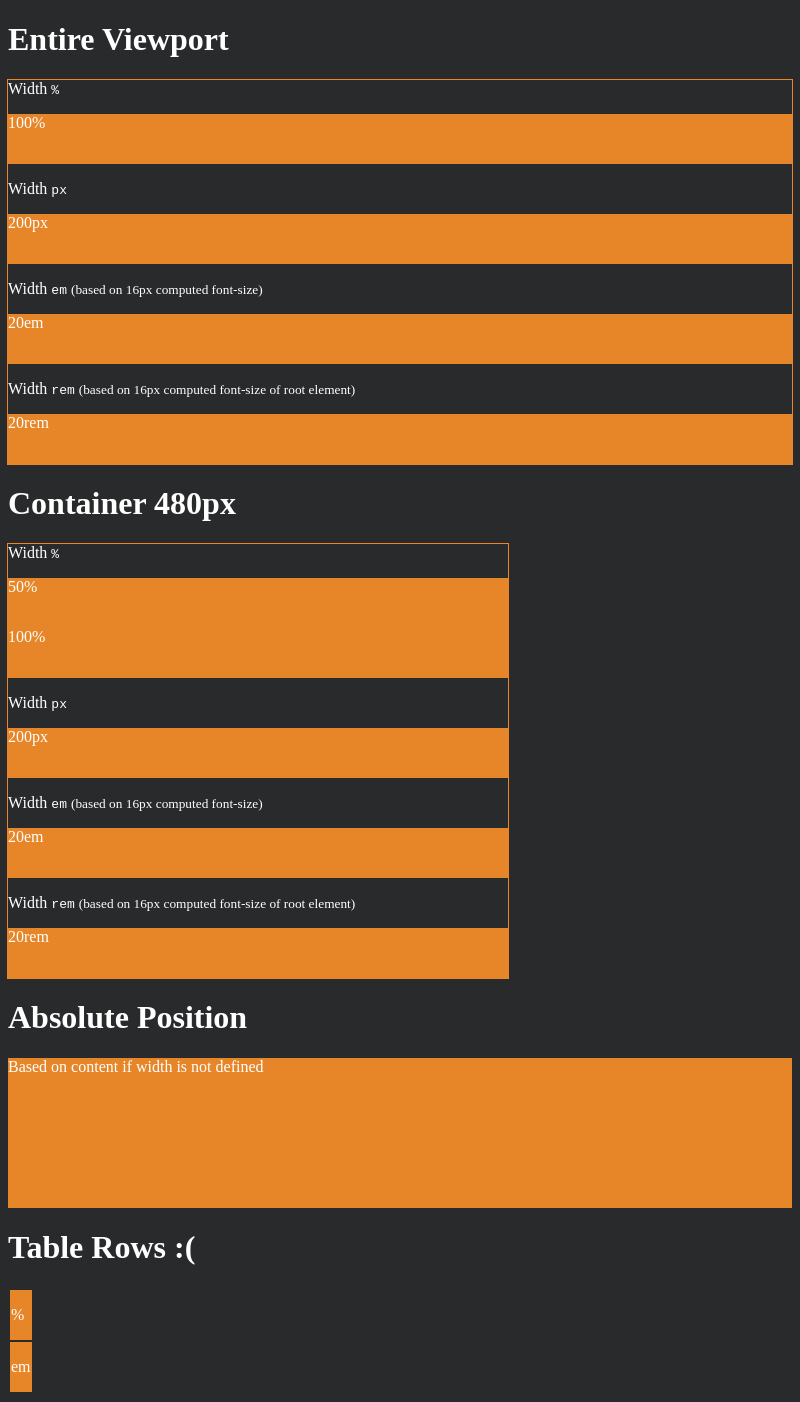 Entire Viewport
Width %
100%
Width px
200px
Width em (based on 16px computed font-size)
20em
Width rem (based on 16px computed font-size of root element)
20rem
Container 480px
Width %
50%
100%
Width px
200px
Width em (based on 16px computed font-size)
20em
Width rem (based on 16px computed font-size of root element)
20rem
Absolute Position
Based on content if width is not defined
Table Rows :(
%
em